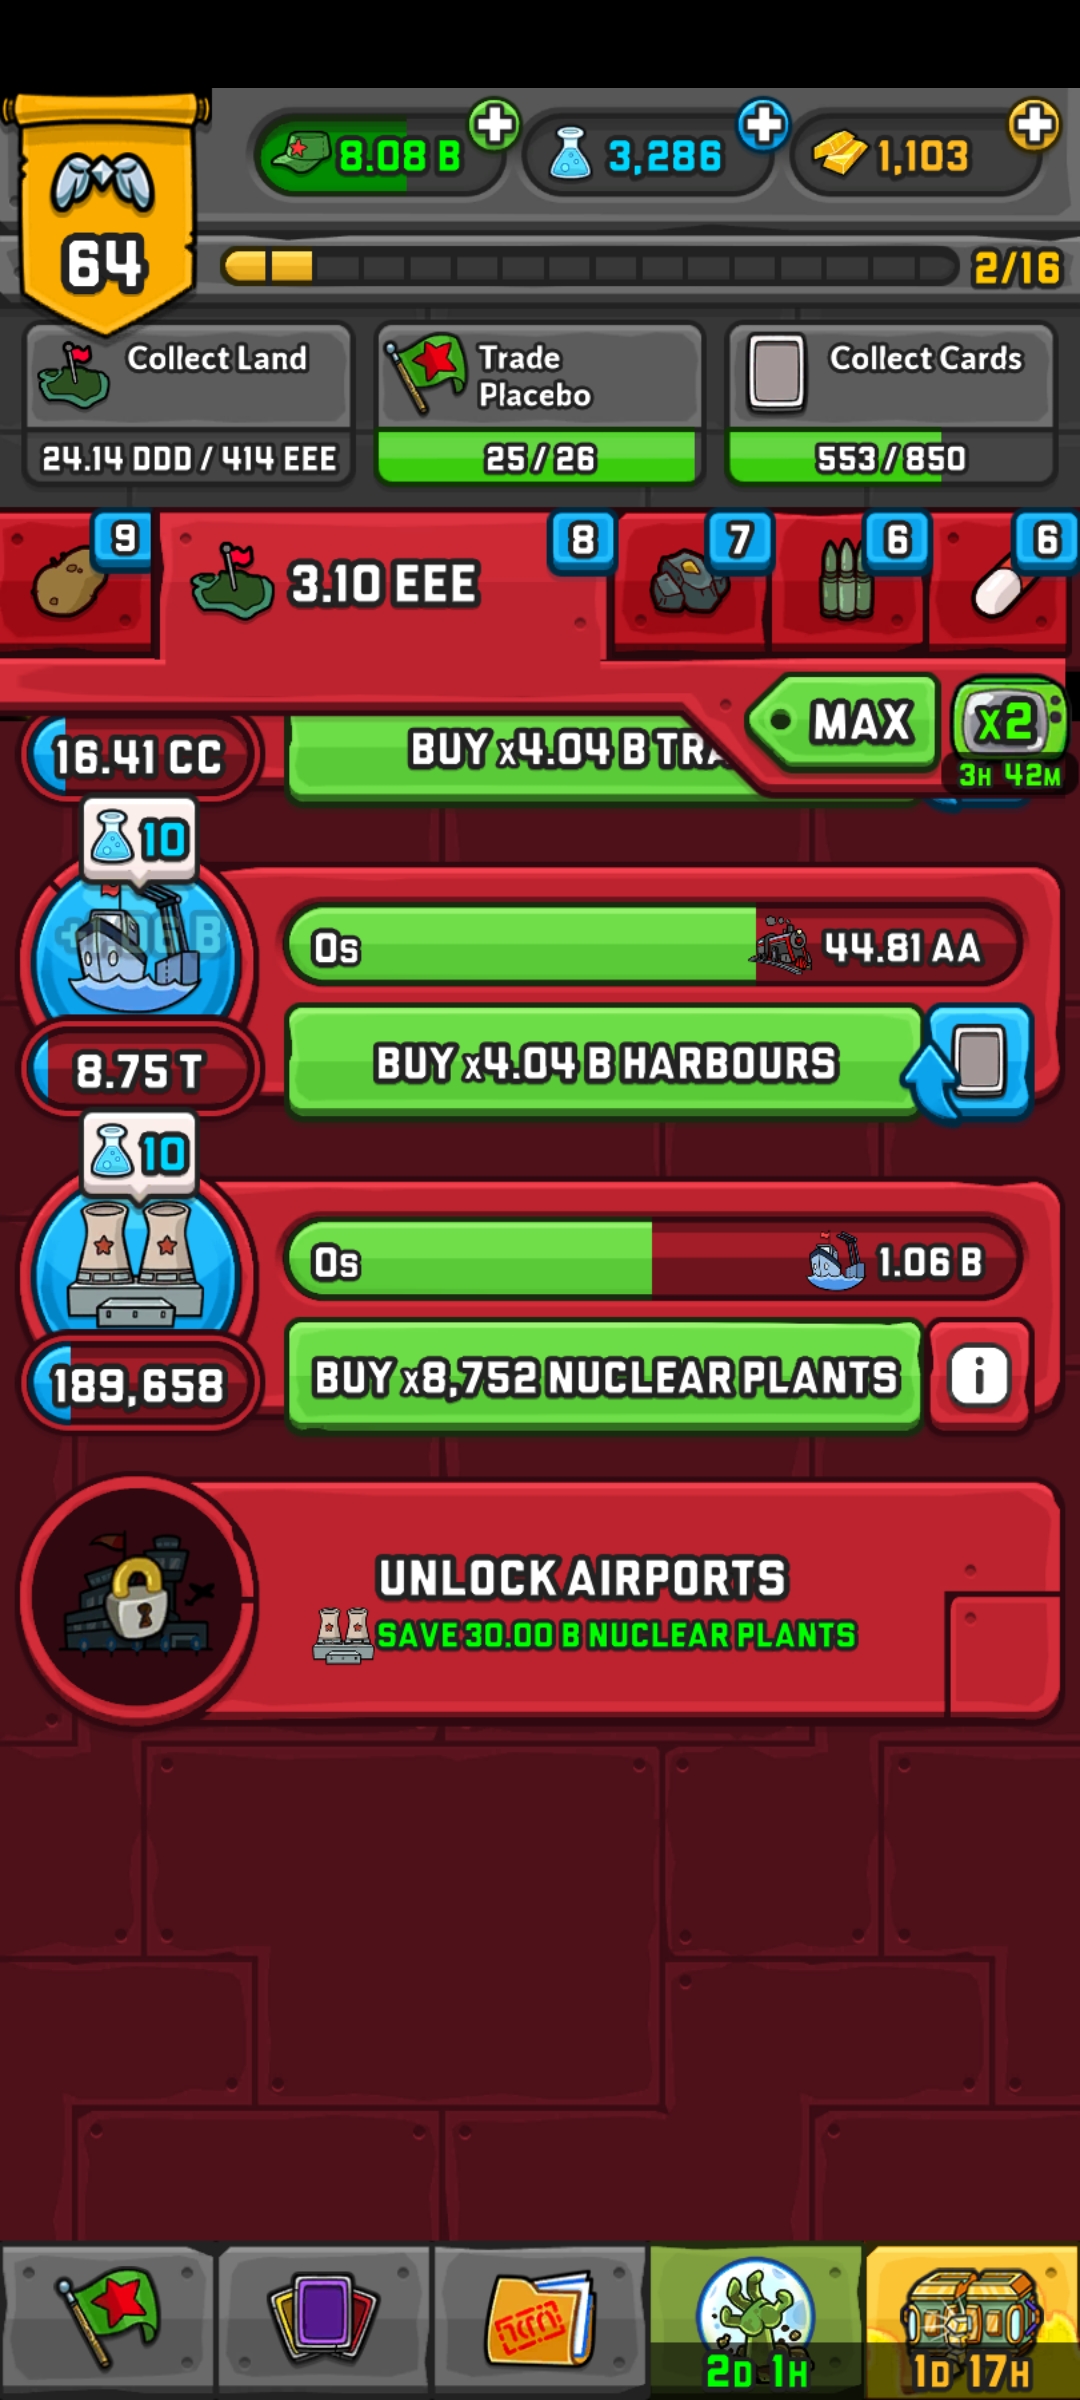 64
8.08 B
3,286
1,103
2/16
Collect Land
24.14 DDD / 414 EEE
Trade
Placebo
25 / 26
Collect Cards
553 / 850
9
3.10 EEE
8
7
6
6
MAX
x2
3H 42M
16.41 CC
BUY x4.04 B TRA
10
+1.06 B
8.75 T
0s
44.81 AA
BUY x4.04 B HARBOURS
10
189,658
0s
1.06 B
BUY x8,752 NUCLEAR PLANTS
i
UNLOCK AIRPORTS
SAVE 30.00 B NUCLEAR PLANTS
2D 1H
1D 17H